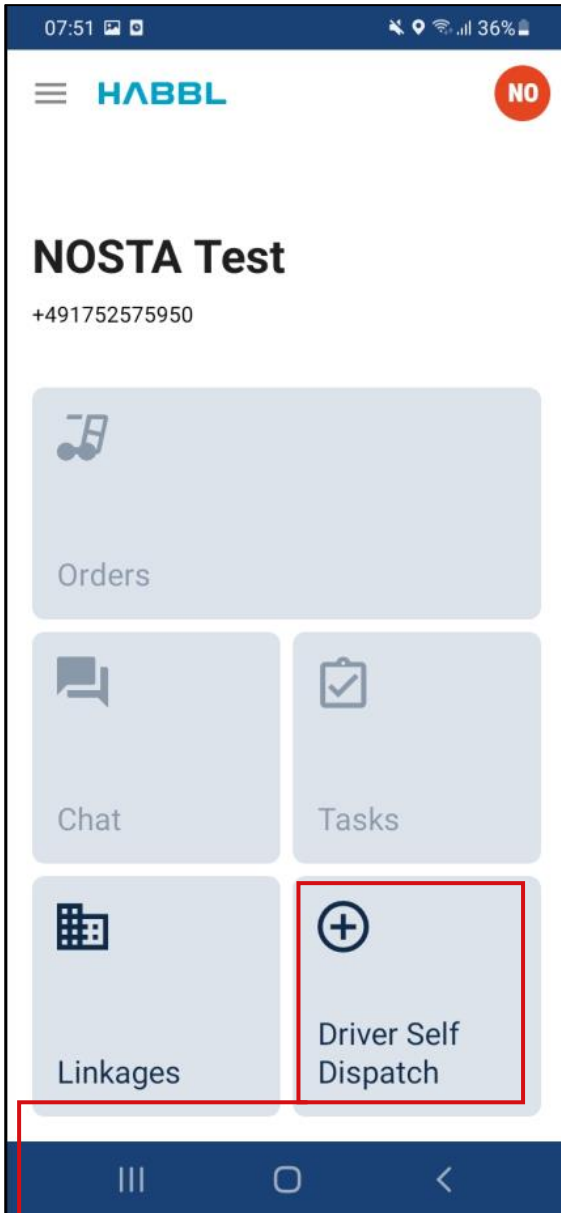 07:51 36%
HABBL
NO
NOSTA Test
+491752575950
Orders
Chat
Tasks
Linkages
Driver Self
Dispatch